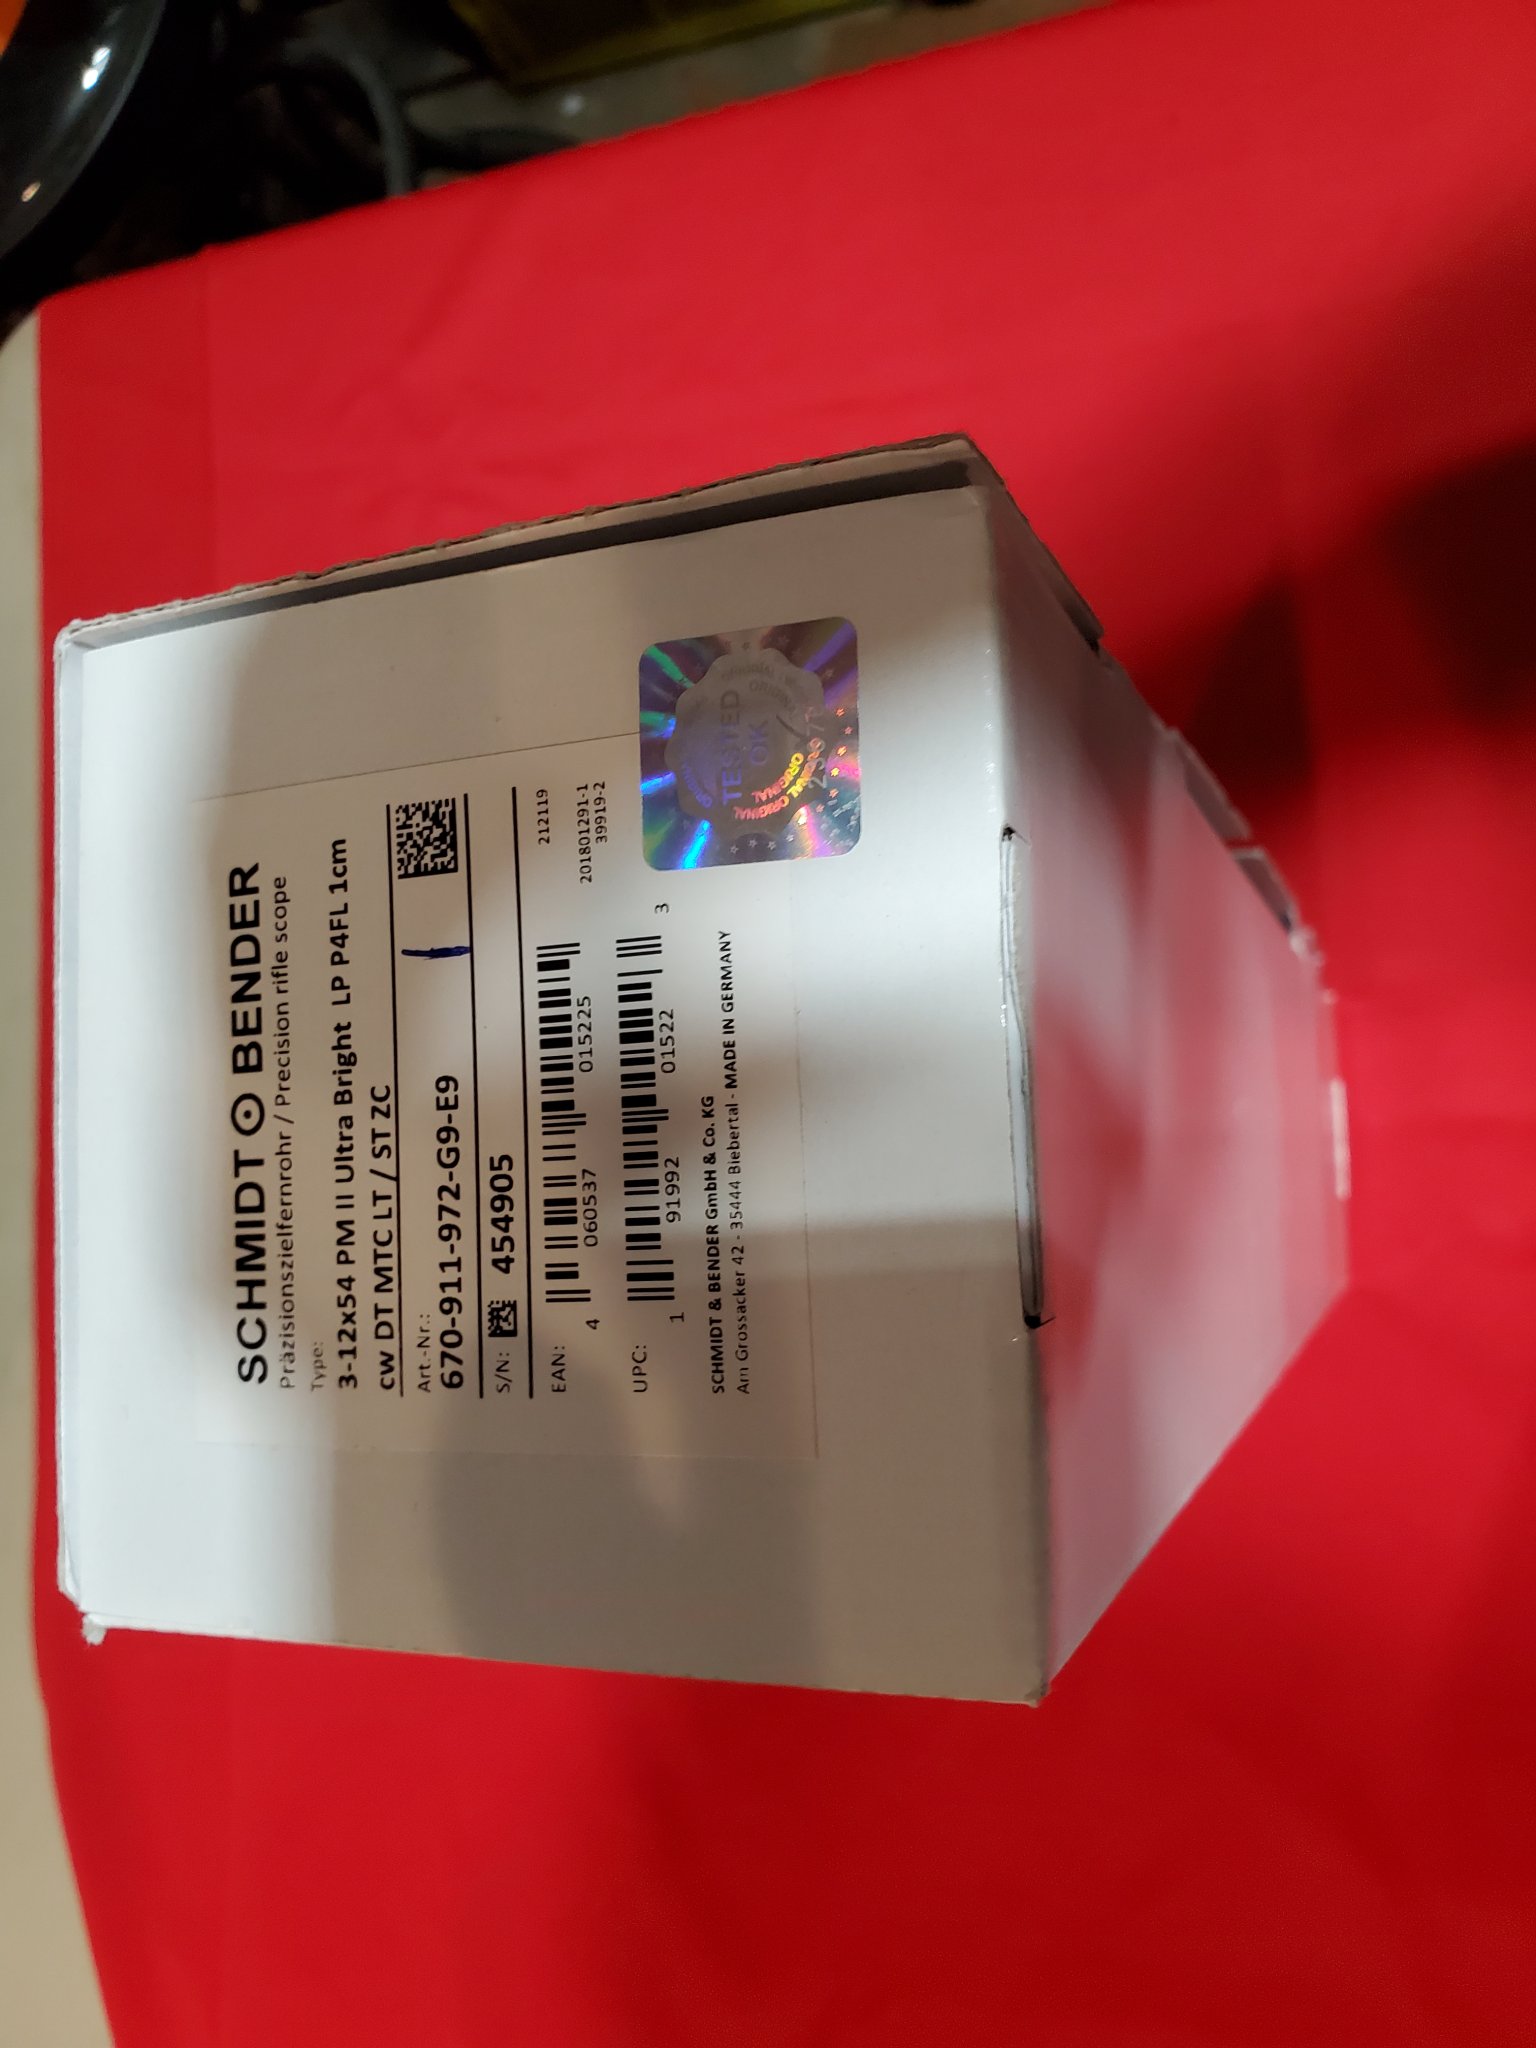 SCHMIDT BENDER
Präzisionszielfernrohr / Precision rifle scope
Type:
3-12x54 PM II Ultra Bright LP P4FL 1cm
cw DT MTC LT / ST ZC
Art.-Nr.:
670-911-972-G9-E9
S/N: 454905
212119
EAN:
4 060537 015225
201801291-1
39919-2
UPC:
1 91992 01522 3
SCHMIDT & BENDER GmbH & Co. KG
Am Grossacker 42 - 35444 Biebertal - MADE IN GERMANY
TESTED
OK
ORIGINAL
ORIGINAL
ORIGINAL